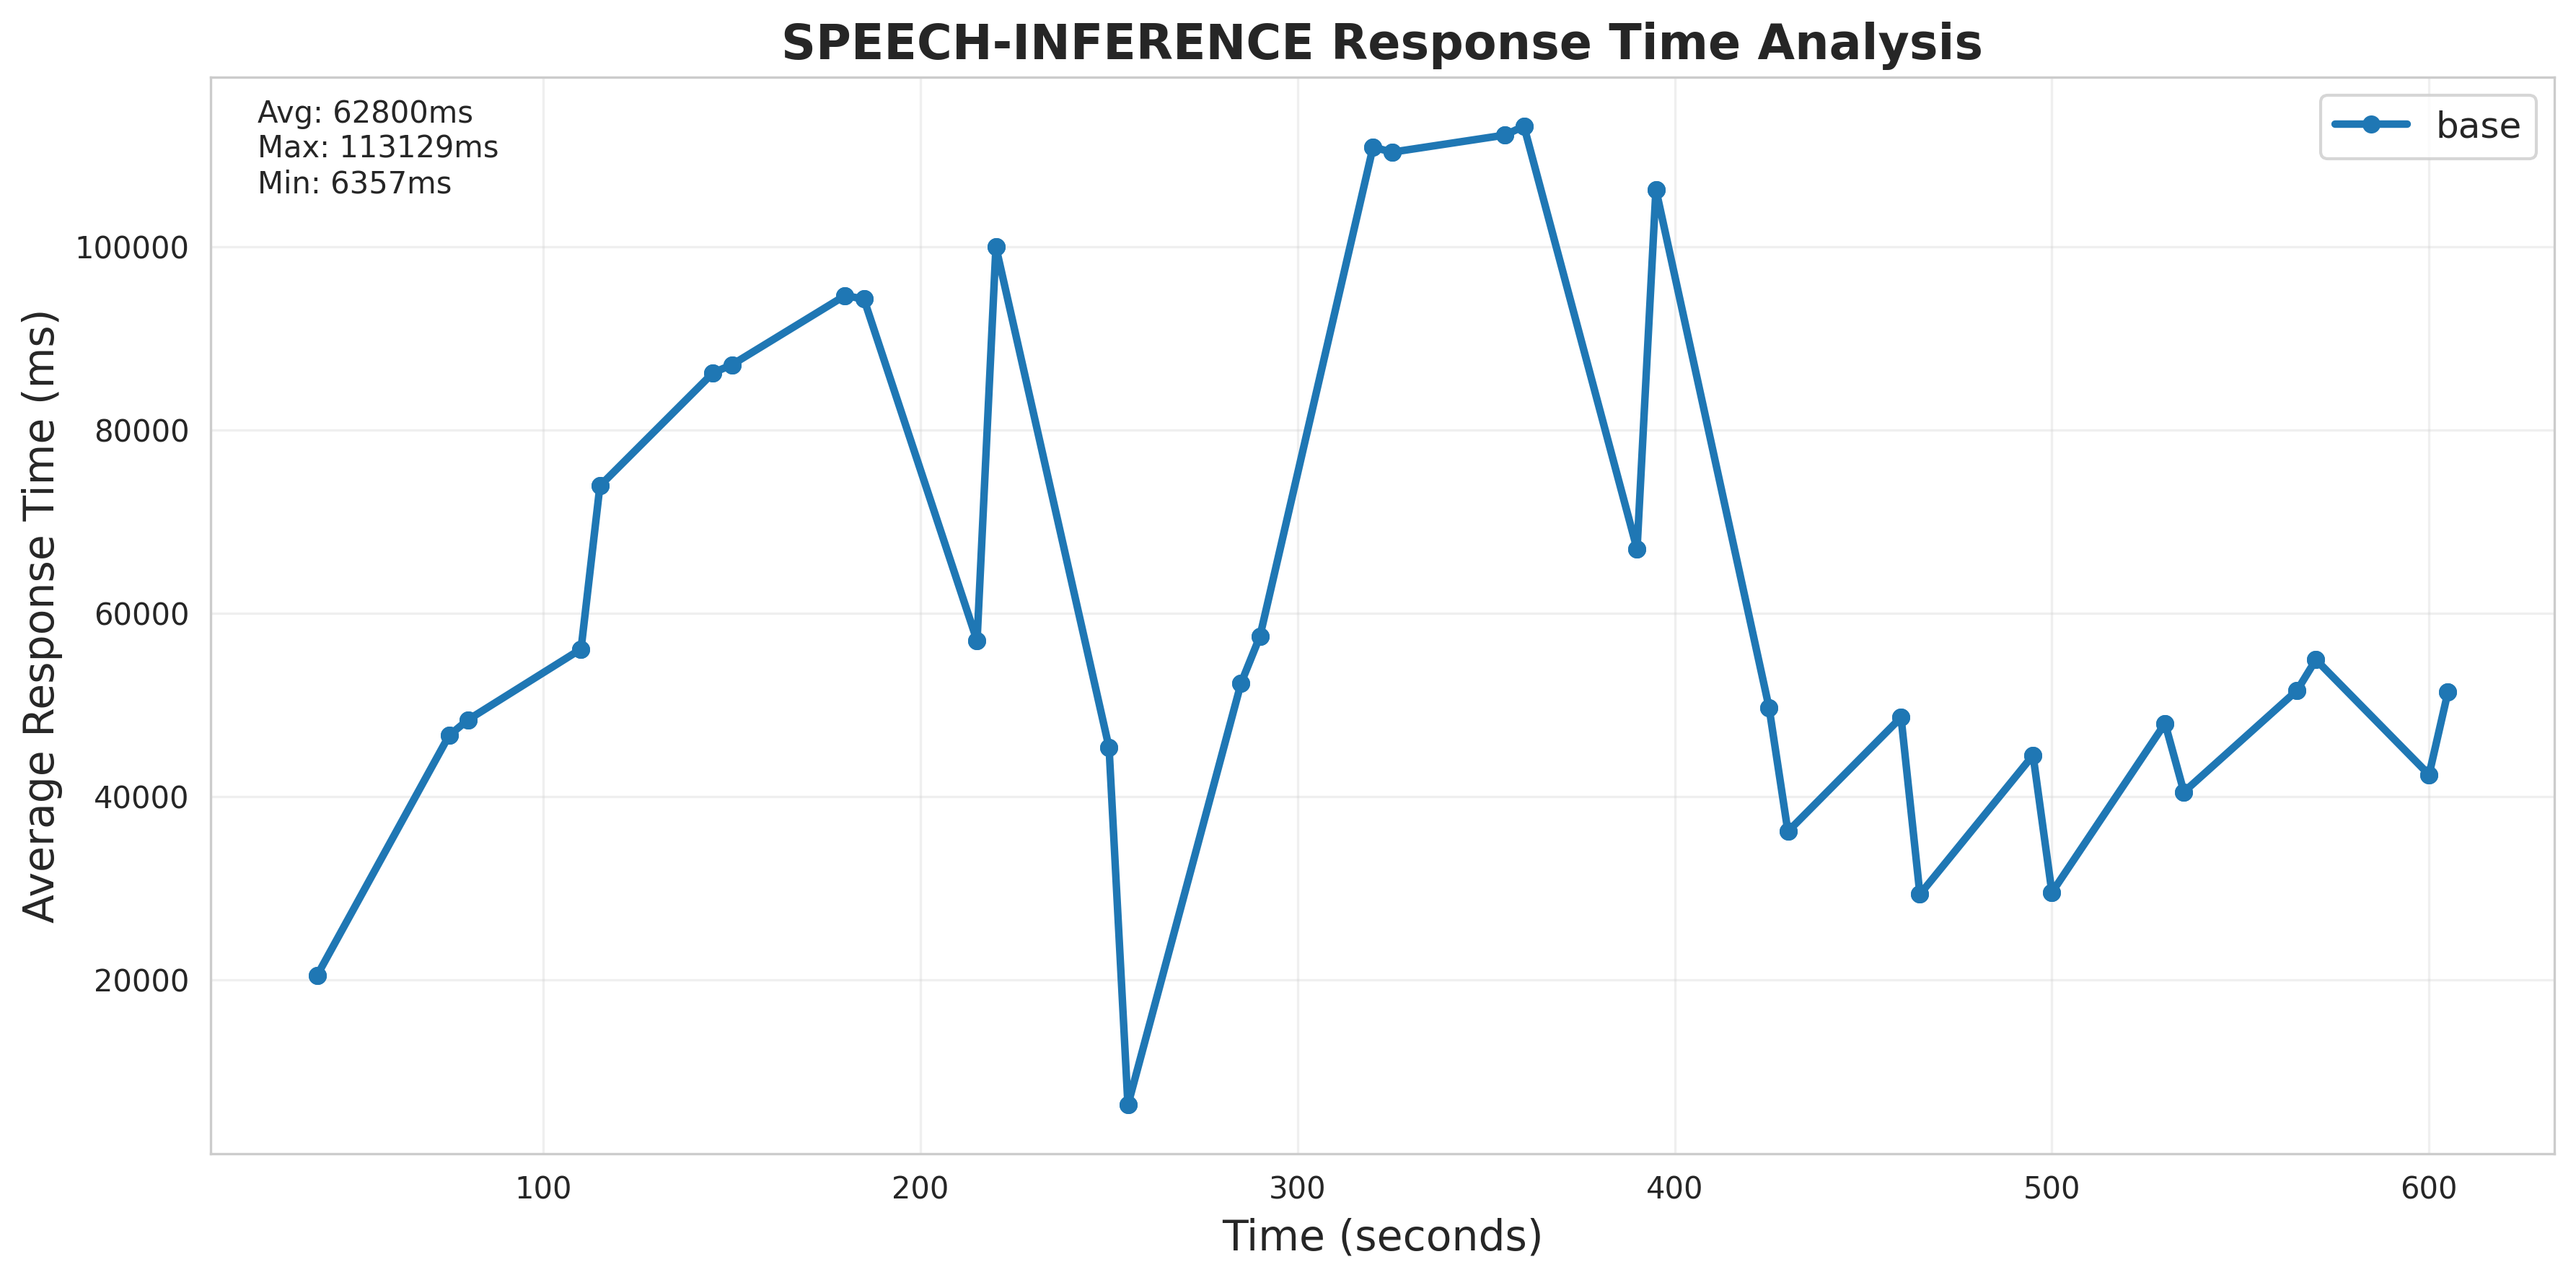 SPEECH-INFERENCE Response Time Analysis
Avg: 62800ms
Max: 113129ms
Min: 6357ms
base
Average Response Time (ms)
100000
80000
60000
40000
20000
100 200 300 400 500 600
Time (seconds)